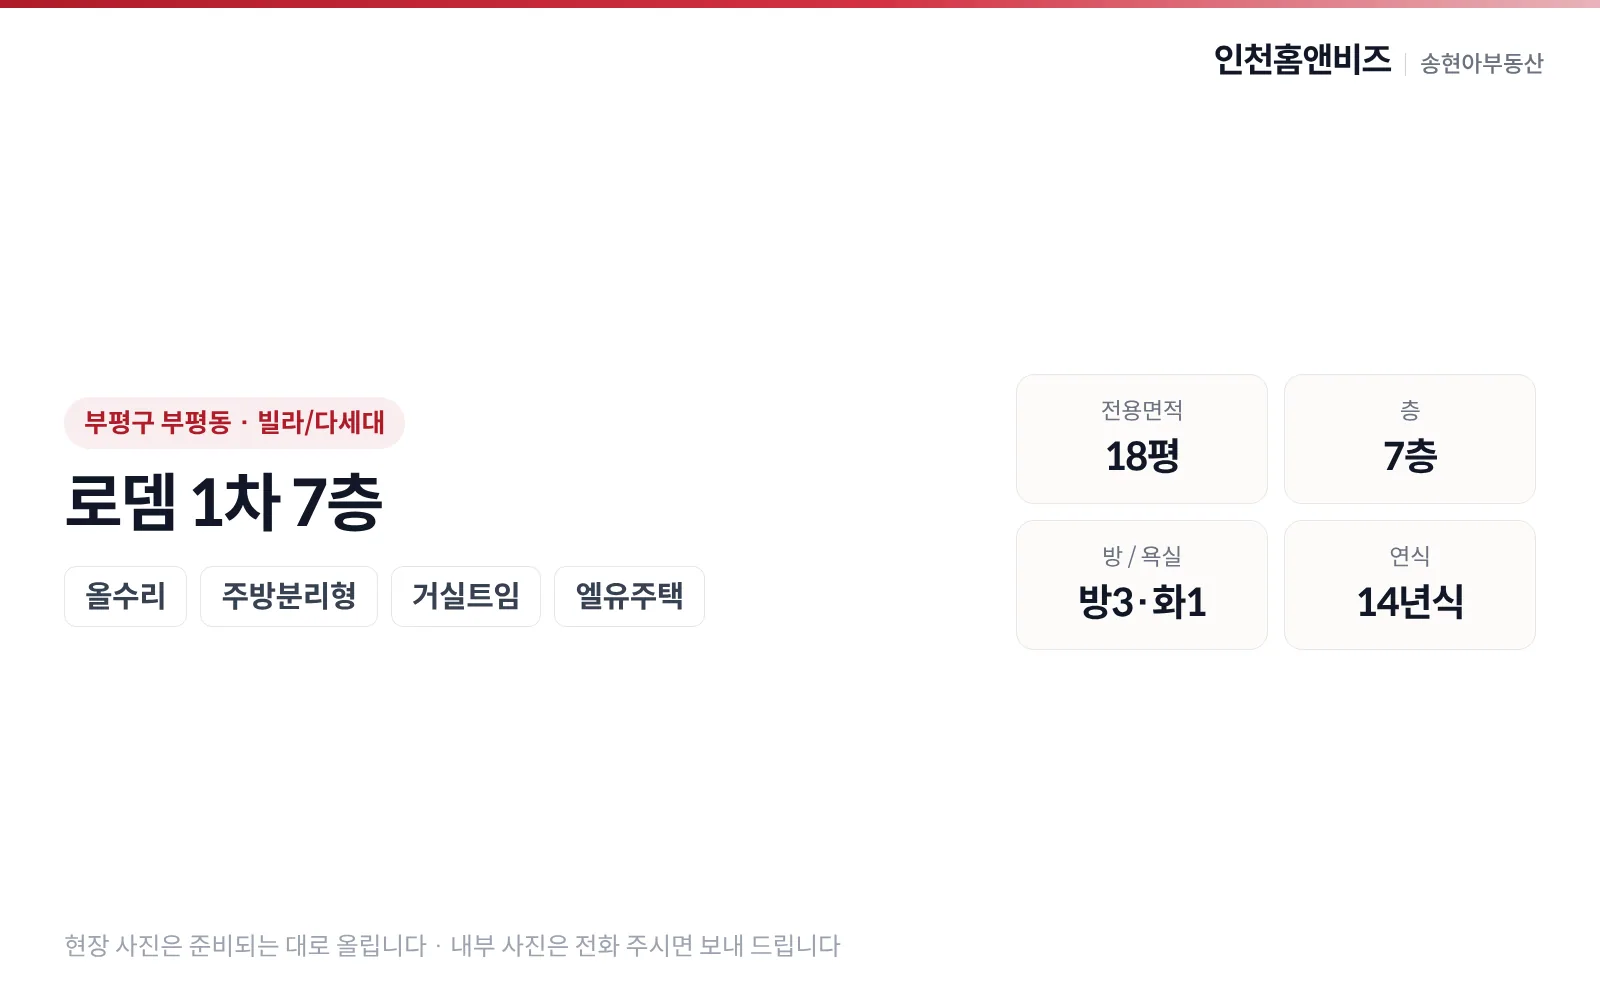 인천홈앤비즈 송현아부동산
부평구 부평동 · 빌라/다세대
로뎀 1차 7층
올수리 주방분리형 거실트임 엘유주택
전용면적
18평
층
7층
방 / 욕실
방3·화1
연식
14년식
현장 사진은 준비되는 대로 올립니다 · 내부 사진은 전화 주시면 보내 드립니다